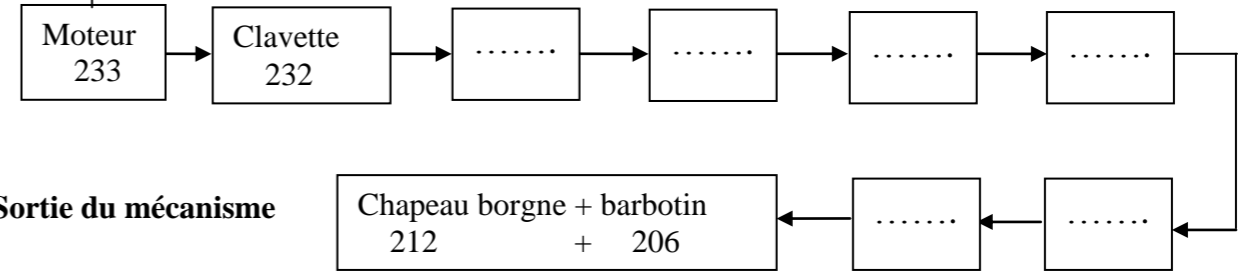 Moteur
233
Clavette
232
.......
.......
.......
.......
Sortie du mécanisme
Chapeau borgne + barbotin
212 + 206
.......
.......